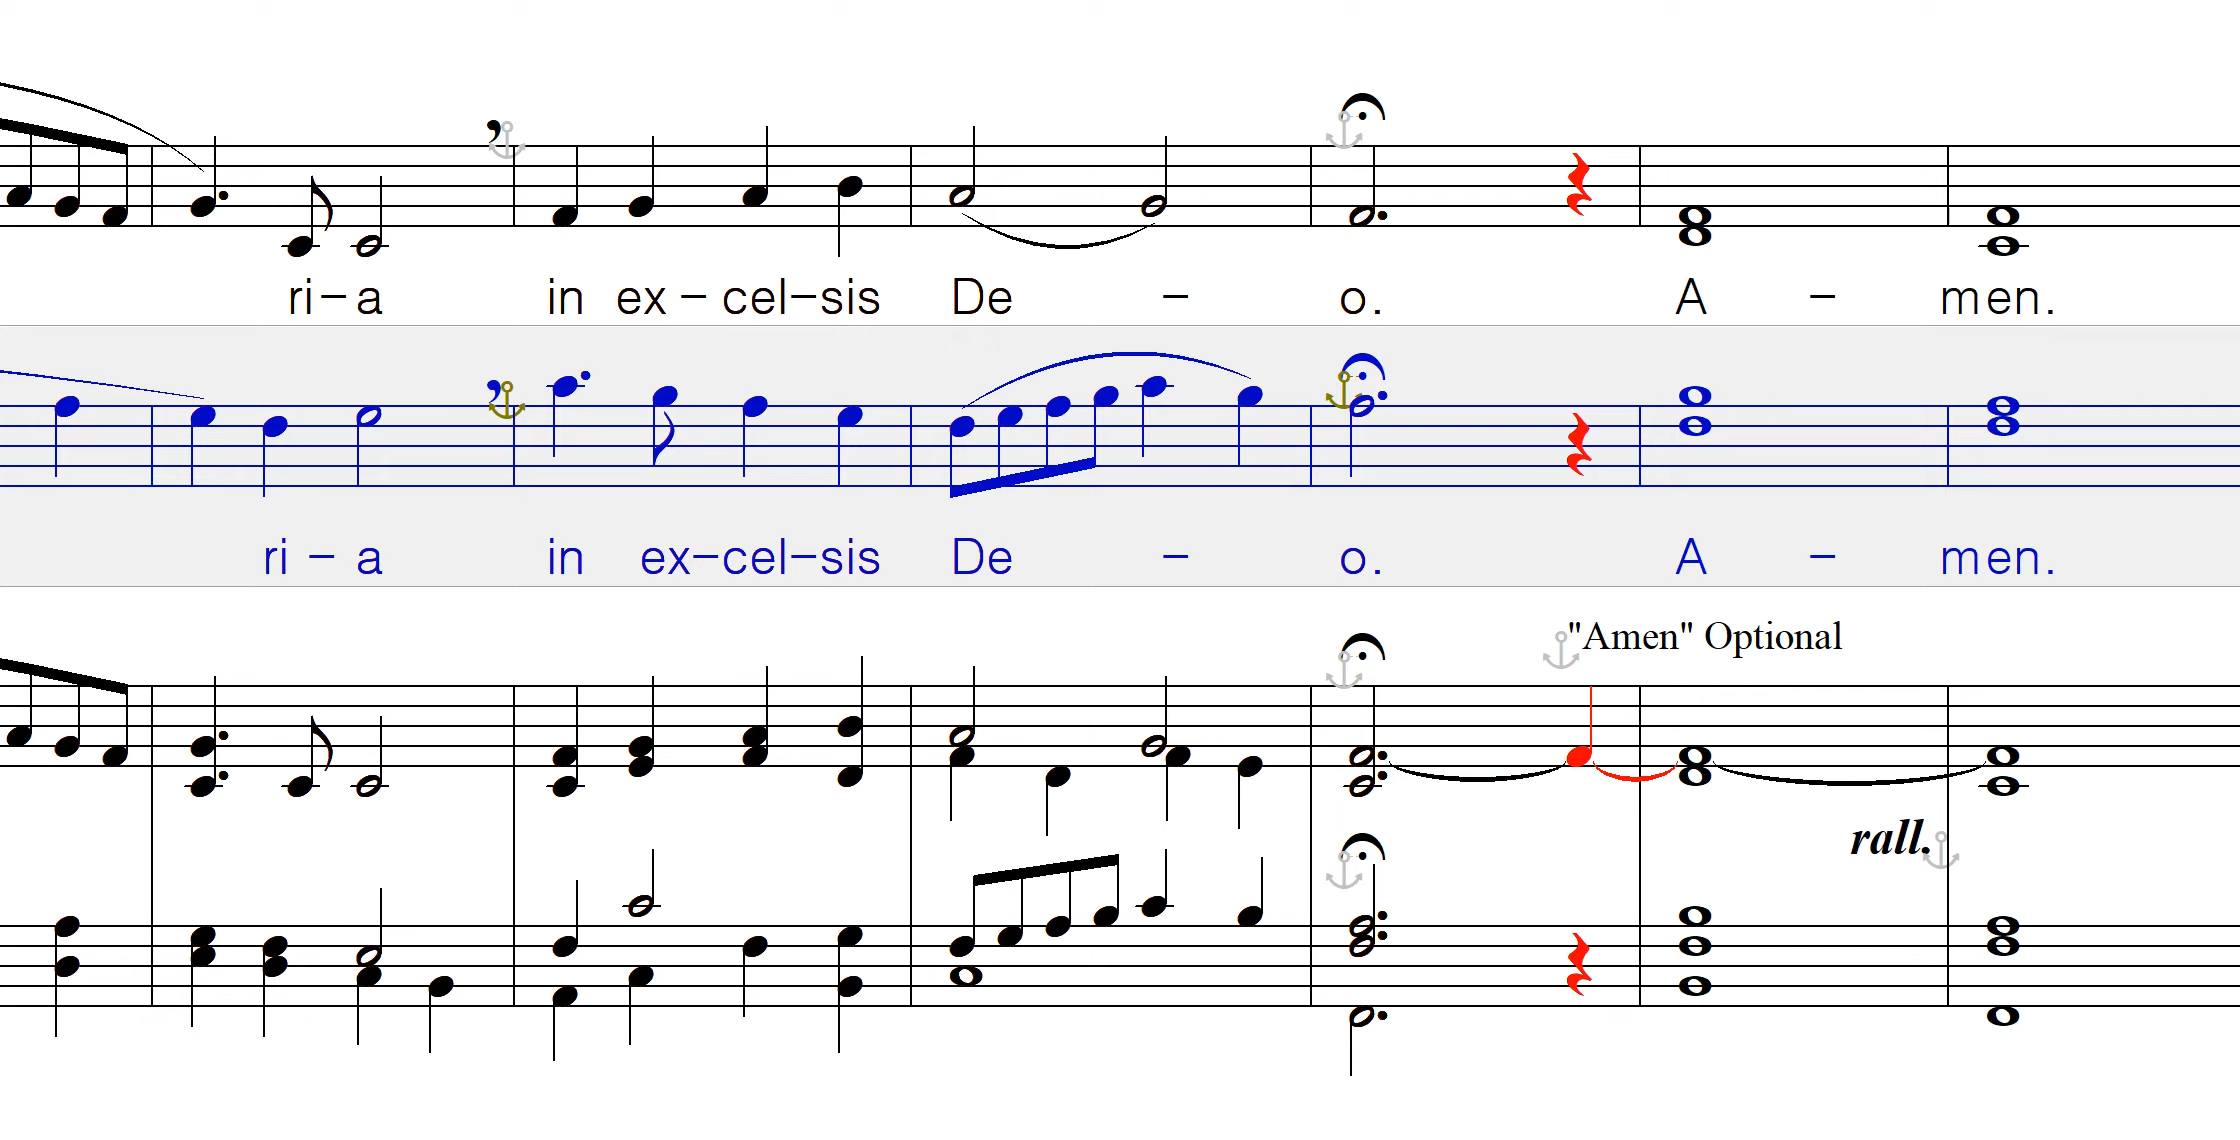 ri–a in ex–cel–sis De – o. A – men.
ri – a in ex–cel–sis De – o. A – men.
"Amen" Optional
rall.